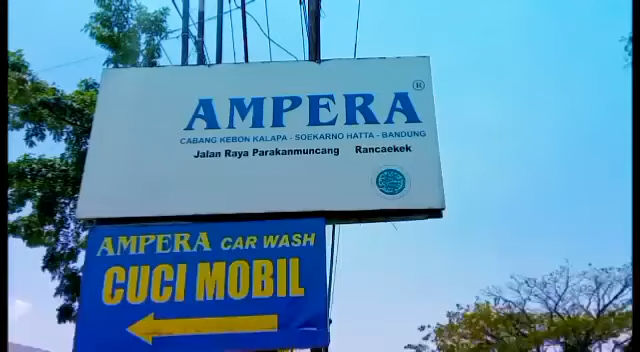 ®
AMPERA
CABANG KEBON KALAPA - SOEKARNO HATTA - BANDUNG
Jalan Raya Parakanmuncang Rancaekek
AMPERA CAR WASH
CUCI MOBIL